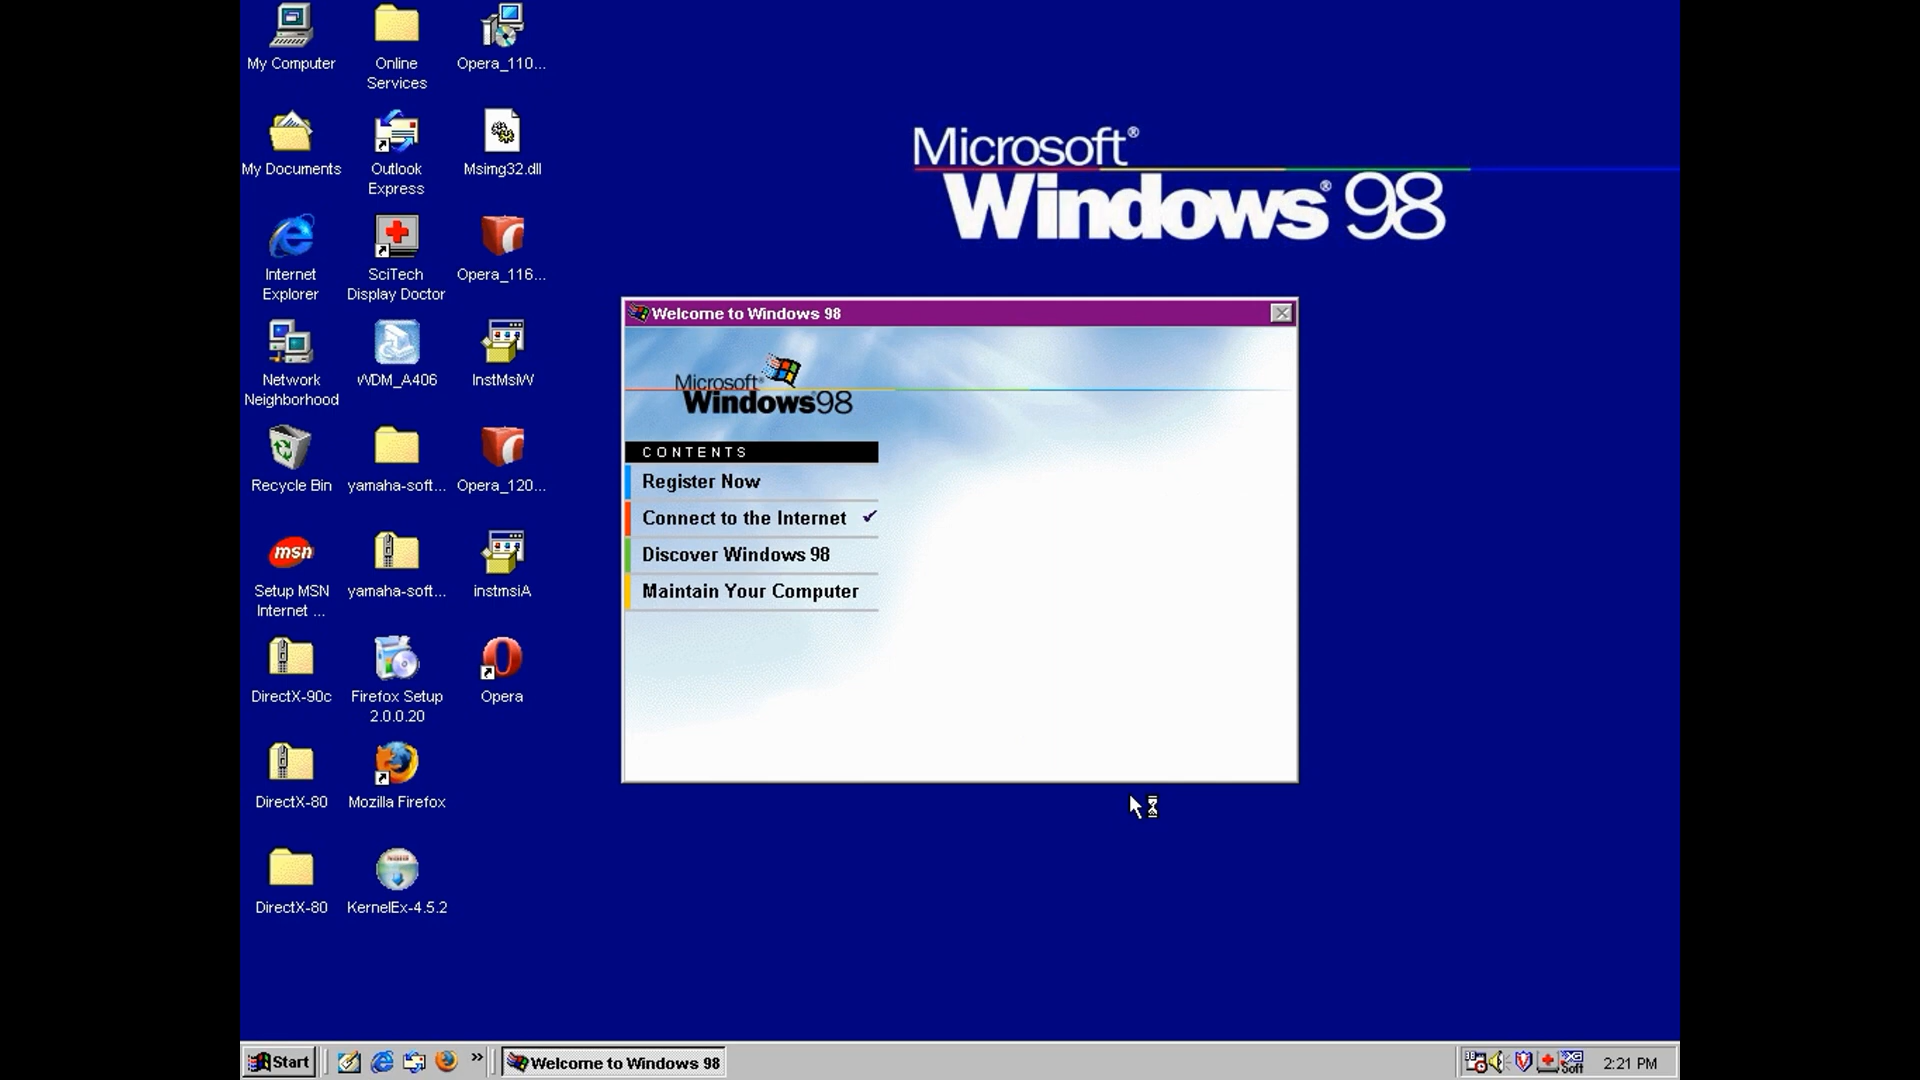 My Computer
Online
Services
Opera_110...
My Documents
Outlook
Express
Msimg32.dll
Internet
Explorer
SciTech
Display Doctor
Opera_116...
Network
Neighborhood
WDM_A406
InstMsiW
Recycle Bin
yamaha-soft...
Opera_120...
msn
Setup MSN
Internet ...
yamaha-soft...
instmsiA
DirectX-90c
Firefox Setup
2.0.0.20
Opera
DirectX-80
Mozilla Firefox
DirectX-80
KernelEx-4.5.2
Microsoft®
Windows® 98
Welcome to Windows 98
Microsoft®
Windows98
CONTENTS
Register Now
Connect to the Internet
Discover Windows 98
Maintain Your Computer
Start
»
Welcome to Windows 98
XG
Soft
2:21 PM